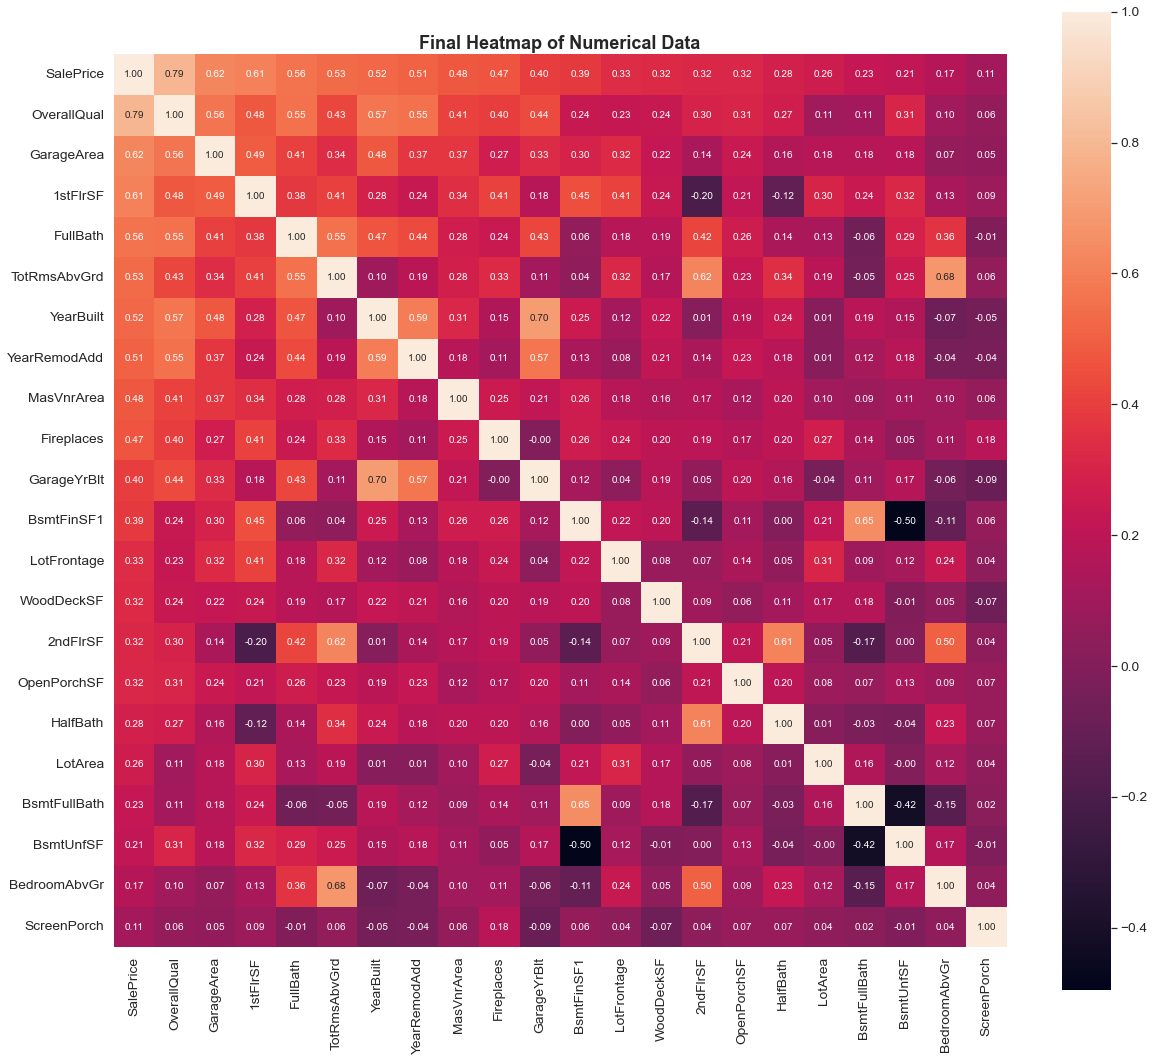 Final Heatmap of Numerical Data
SalePrice 1.00 0.79 0.62 0.61 0.56 0.53 0.52 0.51 0.48 0.47 0.40 0.39 0.33 0.32 0.32 0.32 0.28 0.26 0.23 0.21 0.17 0.11
OverallQual 0.79 1.00 0.56 0.48 0.55 0.43 0.57 0.55 0.41 0.40 0.44 0.24 0.23 0.24 0.30 0.31 0.27 0.11 0.11 0.31 0.10 0.06
GarageArea 0.62 0.56 1.00 0.49 0.41 0.34 0.48 0.37 0.37 0.27 0.33 0.30 0.32 0.22 0.14 0.24 0.16 0.18 0.18 0.18 0.07 0.05
1stFlrSF 0.61 0.48 0.49 1.00 0.38 0.41 0.28 0.24 0.34 0.41 0.18 0.45 0.41 0.24 -0.20 0.21 -0.12 0.30 0.24 0.32 0.13 0.09
FullBath 0.56 0.55 0.41 0.38 1.00 0.55 0.47 0.44 0.28 0.24 0.43 0.06 0.18 0.19 0.42 0.26 0.14 0.13 -0.06 0.29 0.36 -0.01
TotRmsAbvGrd 0.53 0.43 0.34 0.41 0.55 1.00 0.10 0.19 0.28 0.33 0.11 0.04 0.32 0.17 0.62 0.23 0.34 0.19 -0.05 0.25 0.68 0.06
YearBuilt 0.52 0.57 0.48 0.28 0.47 0.10 1.00 0.59 0.31 0.15 0.70 0.25 0.12 0.22 0.01 0.19 0.24 0.01 0.19 0.15 -0.07 -0.05
YearRemodAdd 0.51 0.55 0.37 0.24 0.44 0.19 0.59 1.00 0.18 0.11 0.57 0.13 0.08 0.21 0.14 0.23 0.18 0.01 0.12 0.18 -0.04 -0.04
MasVnrArea 0.48 0.41 0.37 0.34 0.28 0.28 0.31 0.18 1.00 0.25 0.21 0.26 0.18 0.16 0.17 0.12 0.20 0.10 0.09 0.11 0.10 0.06
Fireplaces 0.47 0.40 0.27 0.41 0.24 0.33 0.15 0.11 0.25 1.00 -0.00 0.26 0.24 0.20 0.19 0.17 0.20 0.27 0.14 0.05 0.11 0.18
GarageYrBlt 0.40 0.44 0.33 0.18 0.43 0.11 0.70 0.57 0.21 -0.00 1.00 0.12 0.04 0.19 0.05 0.20 0.16 -0.04 0.11 0.17 -0.06 -0.09
BsmtFinSF1 0.39 0.24 0.30 0.45 0.06 0.04 0.25 0.13 0.26 0.26 0.12 1.00 0.22 0.20 -0.14 0.11 0.00 0.21 0.65 -0.50 -0.11 0.06
LotFrontage 0.33 0.23 0.32 0.41 0.18 0.32 0.12 0.08 0.18 0.24 0.04 0.22 1.00 0.08 0.07 0.14 0.05 0.31 0.09 0.12 0.24 0.04
WoodDeckSF 0.32 0.24 0.22 0.24 0.19 0.17 0.22 0.21 0.16 0.20 0.19 0.20 0.08 1.00 0.09 0.06 0.11 0.17 0.18 -0.01 0.05 -0.07
2ndFlrSF 0.32 0.30 0.14 -0.20 0.42 0.62 0.01 0.14 0.17 0.19 0.05 -0.14 0.07 0.09 1.00 0.21 0.61 0.05 -0.17 0.00 0.50 0.04
OpenPorchSF 0.32 0.31 0.24 0.21 0.26 0.23 0.19 0.23 0.12 0.17 0.20 0.11 0.14 0.06 0.21 1.00 0.20 0.08 0.07 0.13 0.09 0.07
HalfBath 0.28 0.27 0.16 -0.12 0.14 0.34 0.24 0.18 0.20 0.20 0.16 0.00 0.05 0.11 0.61 0.20 1.00 0.01 -0.03 -0.04 0.23 0.07
LotArea 0.26 0.11 0.18 0.30 0.13 0.19 0.01 0.01 0.10 0.27 -0.04 0.21 0.31 0.17 0.05 0.08 0.01 1.00 0.16 -0.00 0.12 0.04
BsmtFullBath 0.23 0.11 0.18 0.24 -0.06 -0.05 0.19 0.12 0.09 0.14 0.11 0.65 0.09 0.18 -0.17 0.07 -0.03 0.16 1.00 -0.42 -0.15 0.02
BsmtUnfSF 0.21 0.31 0.18 0.32 0.29 0.25 0.15 0.18 0.11 0.05 0.17 -0.50 0.12 -0.01 0.00 0.13 -0.04 -0.00 -0.42 1.00 0.17 -0.01
BedroomAbvGr 0.17 0.10 0.07 0.13 0.36 0.68 -0.07 -0.04 0.10 0.11 -0.06 -0.11 0.24 0.05 0.50 0.09 0.23 0.12 -0.15 0.17 1.00 0.04
ScreenPorch 0.11 0.06 0.05 0.09 -0.01 0.06 -0.05 -0.04 0.06 0.18 -0.09 0.06 0.04 -0.07 0.04 0.07 0.07 0.04 0.02 -0.01 0.04 1.00
SalePrice
OverallQual
GarageArea
1stFlrSF
FullBath
TotRmsAbvGrd
YearBuilt
YearRemodAdd
MasVnrArea
Fireplaces
GarageYrBlt
BsmtFinSF1
LotFrontage
WoodDeckSF
2ndFlrSF
OpenPorchSF
HalfBath
LotArea
BsmtFullBath
BsmtUnfSF
BedroomAbvGr
ScreenPorch
1.0
0.8
0.6
0.4
0.2
0.0
−0.2
−0.4